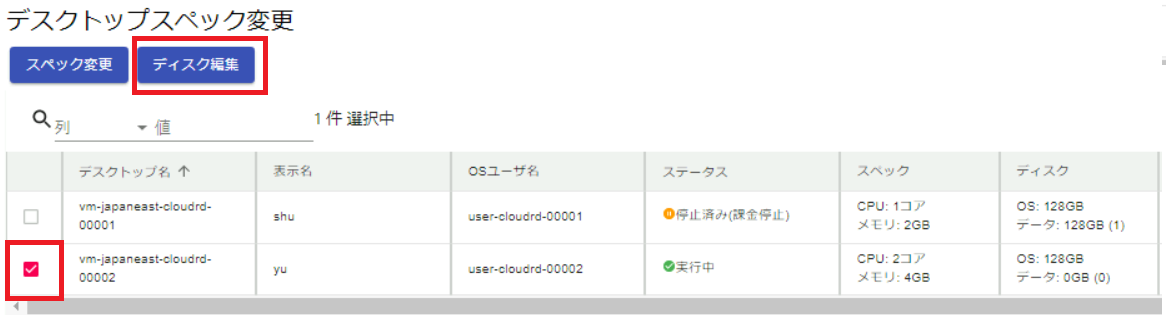 デスクトップスペック変更
スペック変更 ディスク編集
列 値 1 件 選択中
デスクトップ名 ↑ 表示名 OSユーザ名 ステータス スペック ディスク
vm-japaneast-cloudrd-
00001 shu user-cloudrd-00001 停止済み(課金停止) CPU: 1コア
メモリ: 2GB OS: 128GB
データ: 128GB (1)
vm-japaneast-cloudrd-
00002 yu user-cloudrd-00002 実行中 CPU: 2コア
メモリ: 4GB OS: 128GB
データ: 0GB (0)